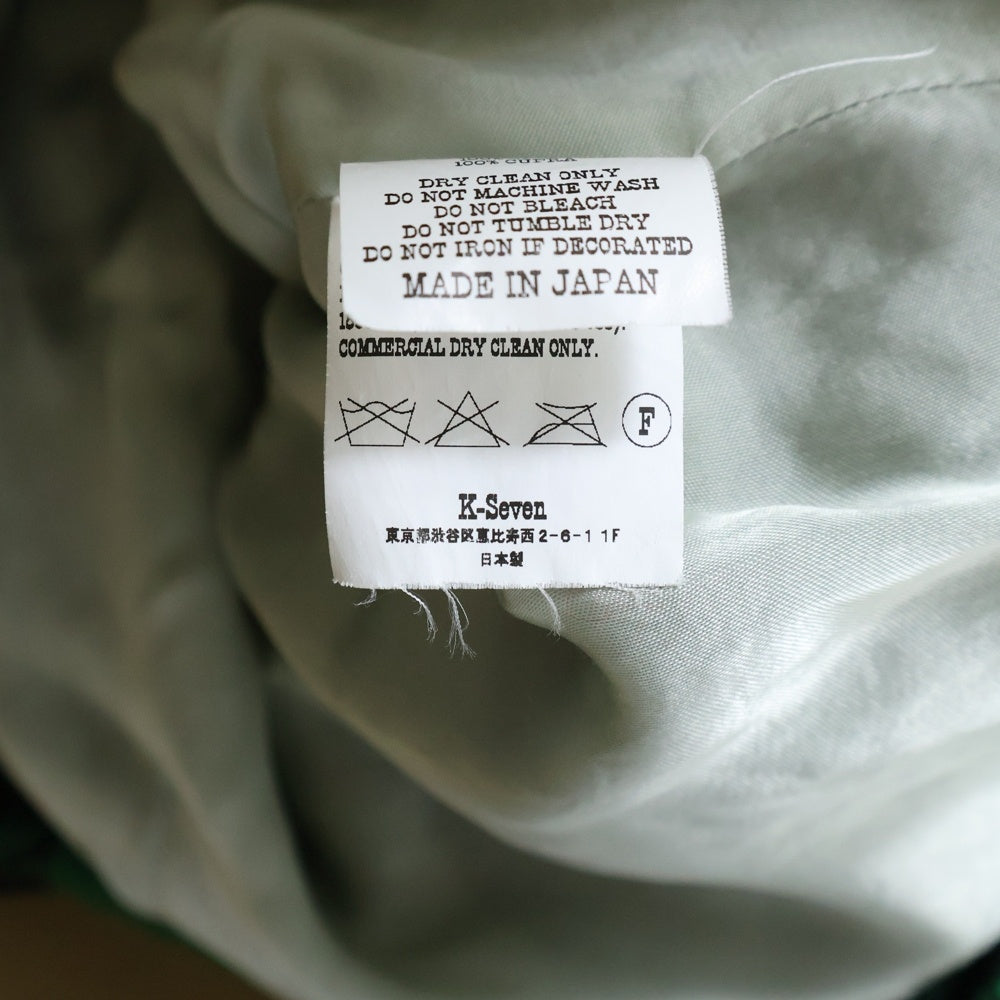 100% CUPRA
DRY CLEAN ONLY
DO NOT MACHINE WASH
DO NOT BLEACH
DO NOT TUMBLE DRY
DO NOT IRON IF DECORATED
MADE IN JAPAN
COMMERCIAL DRY CLEAN ONLY.
F
K-Seven
東京都渋谷区恵比寿西2-6-1 1F
日本製